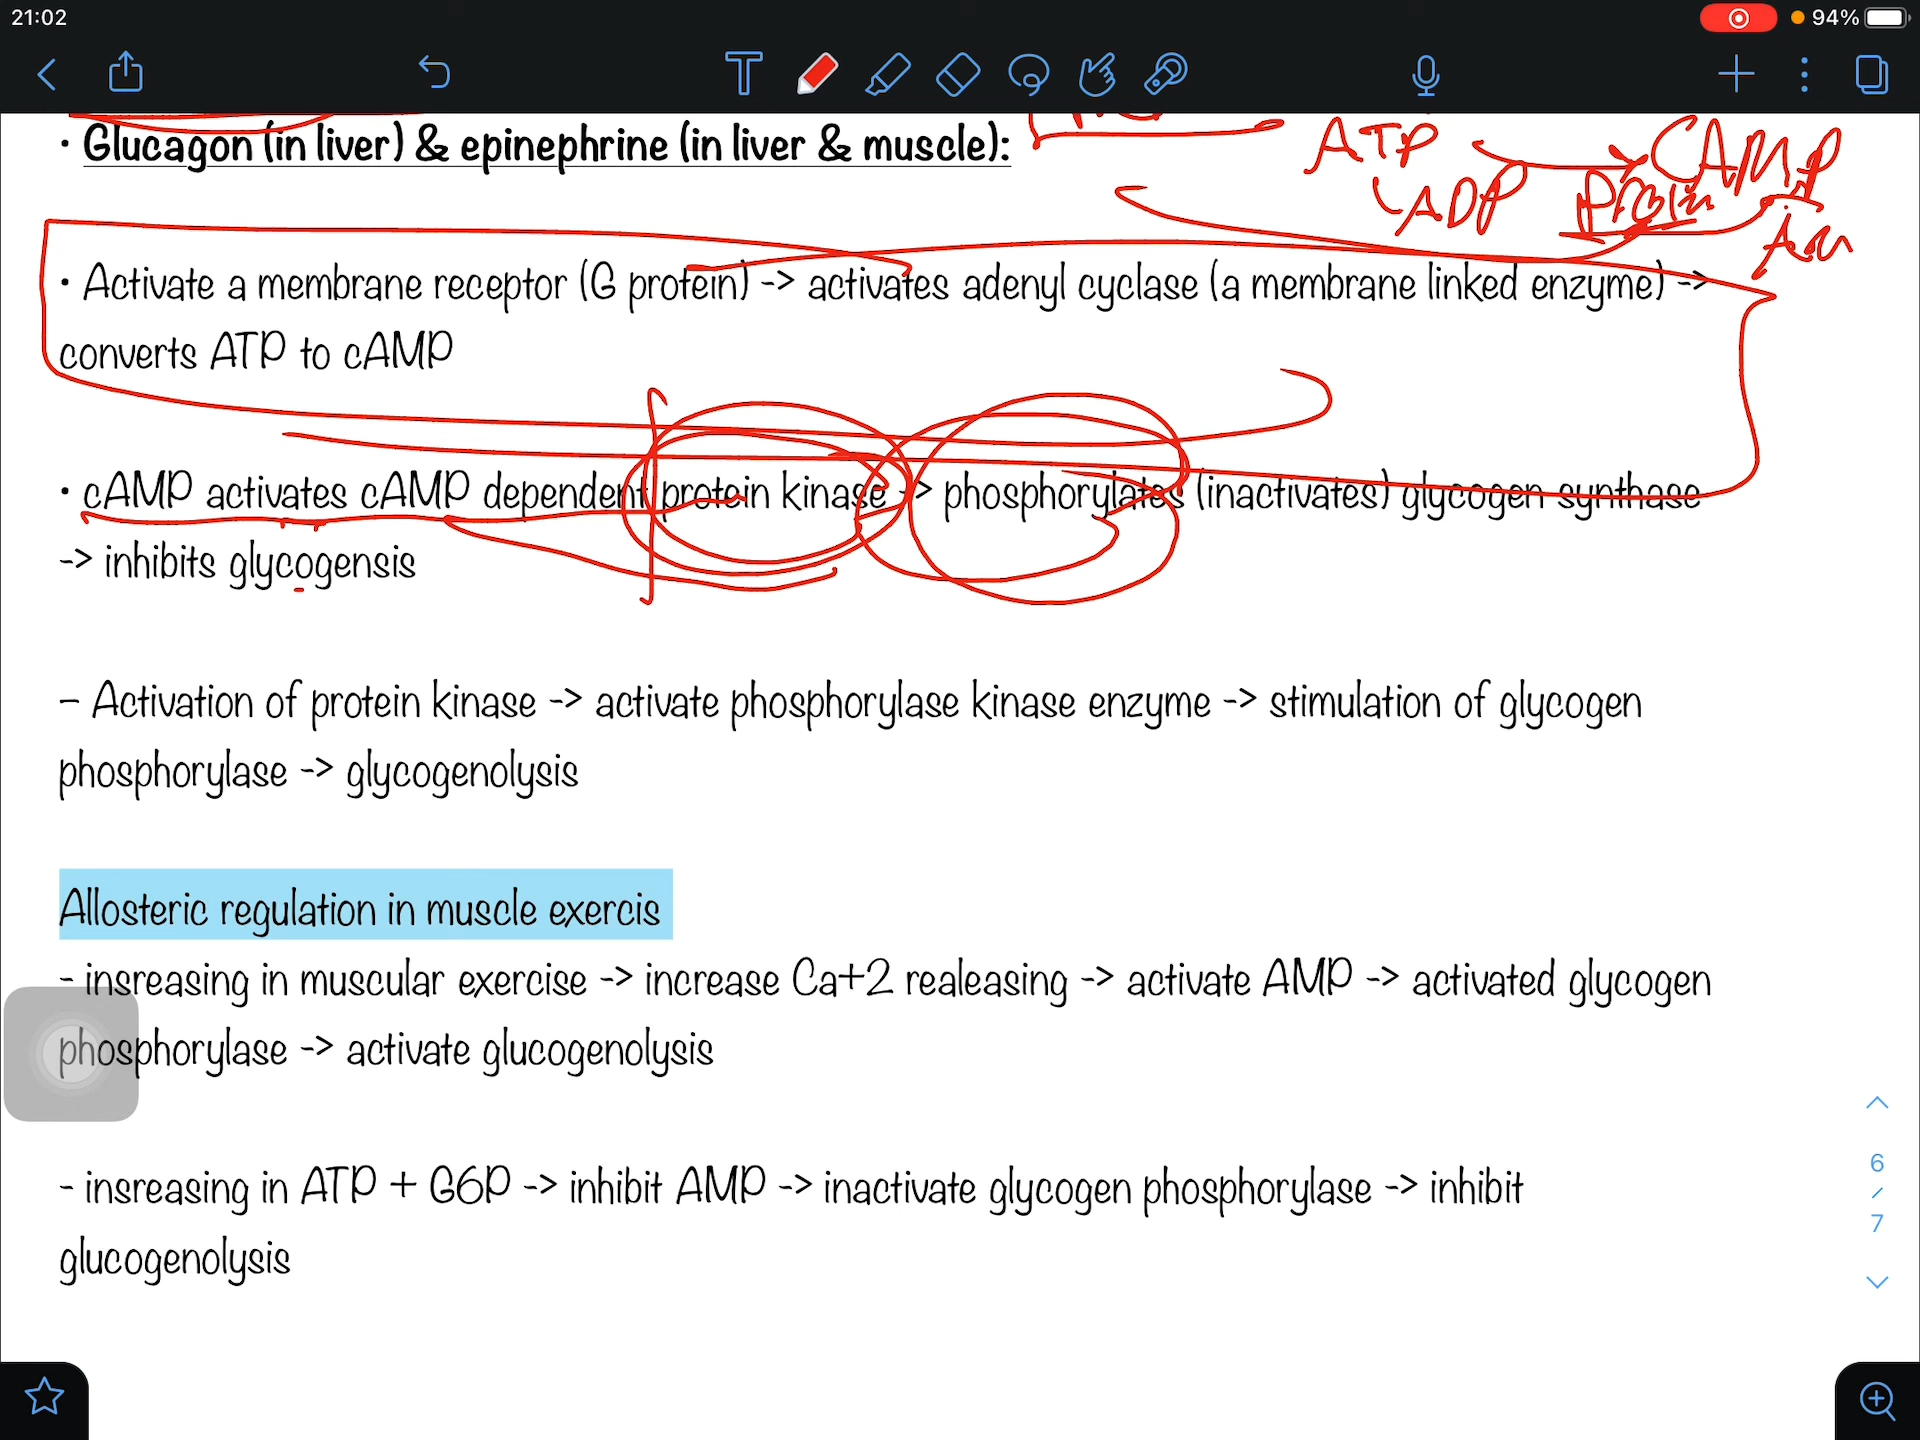 21:02
94%
· Glucagon (in liver) & epinephrine (in liver & muscle):
ATP CAMP
ADP Protein
· Activate a membrane receptor (G protein) -> activates adenyl cyclase (a membrane linked enzyme) ->
converts ATP to cAMP
· cAMP activates cAMP dependent protein kinase -> phosphorylates (inactivates) glycogen synthase
-> inhibits glycogensis
– Activation of protein kinase -> activate phosphorylase kinase enzyme -> stimulation of glycogen
phosphorylase -> glycogenolysis
Allosteric regulation in muscle exercis
- insreasing in muscular exercise -> increase Ca+2 realeasing -> activate AMP -> activated glycogen
phosphorylase -> activate glucogenolysis
- insreasing in ATP + G6P -> inhibit AMP -> inactivate glycogen phosphorylase -> inhibit
glucogenolysis
6
/
7